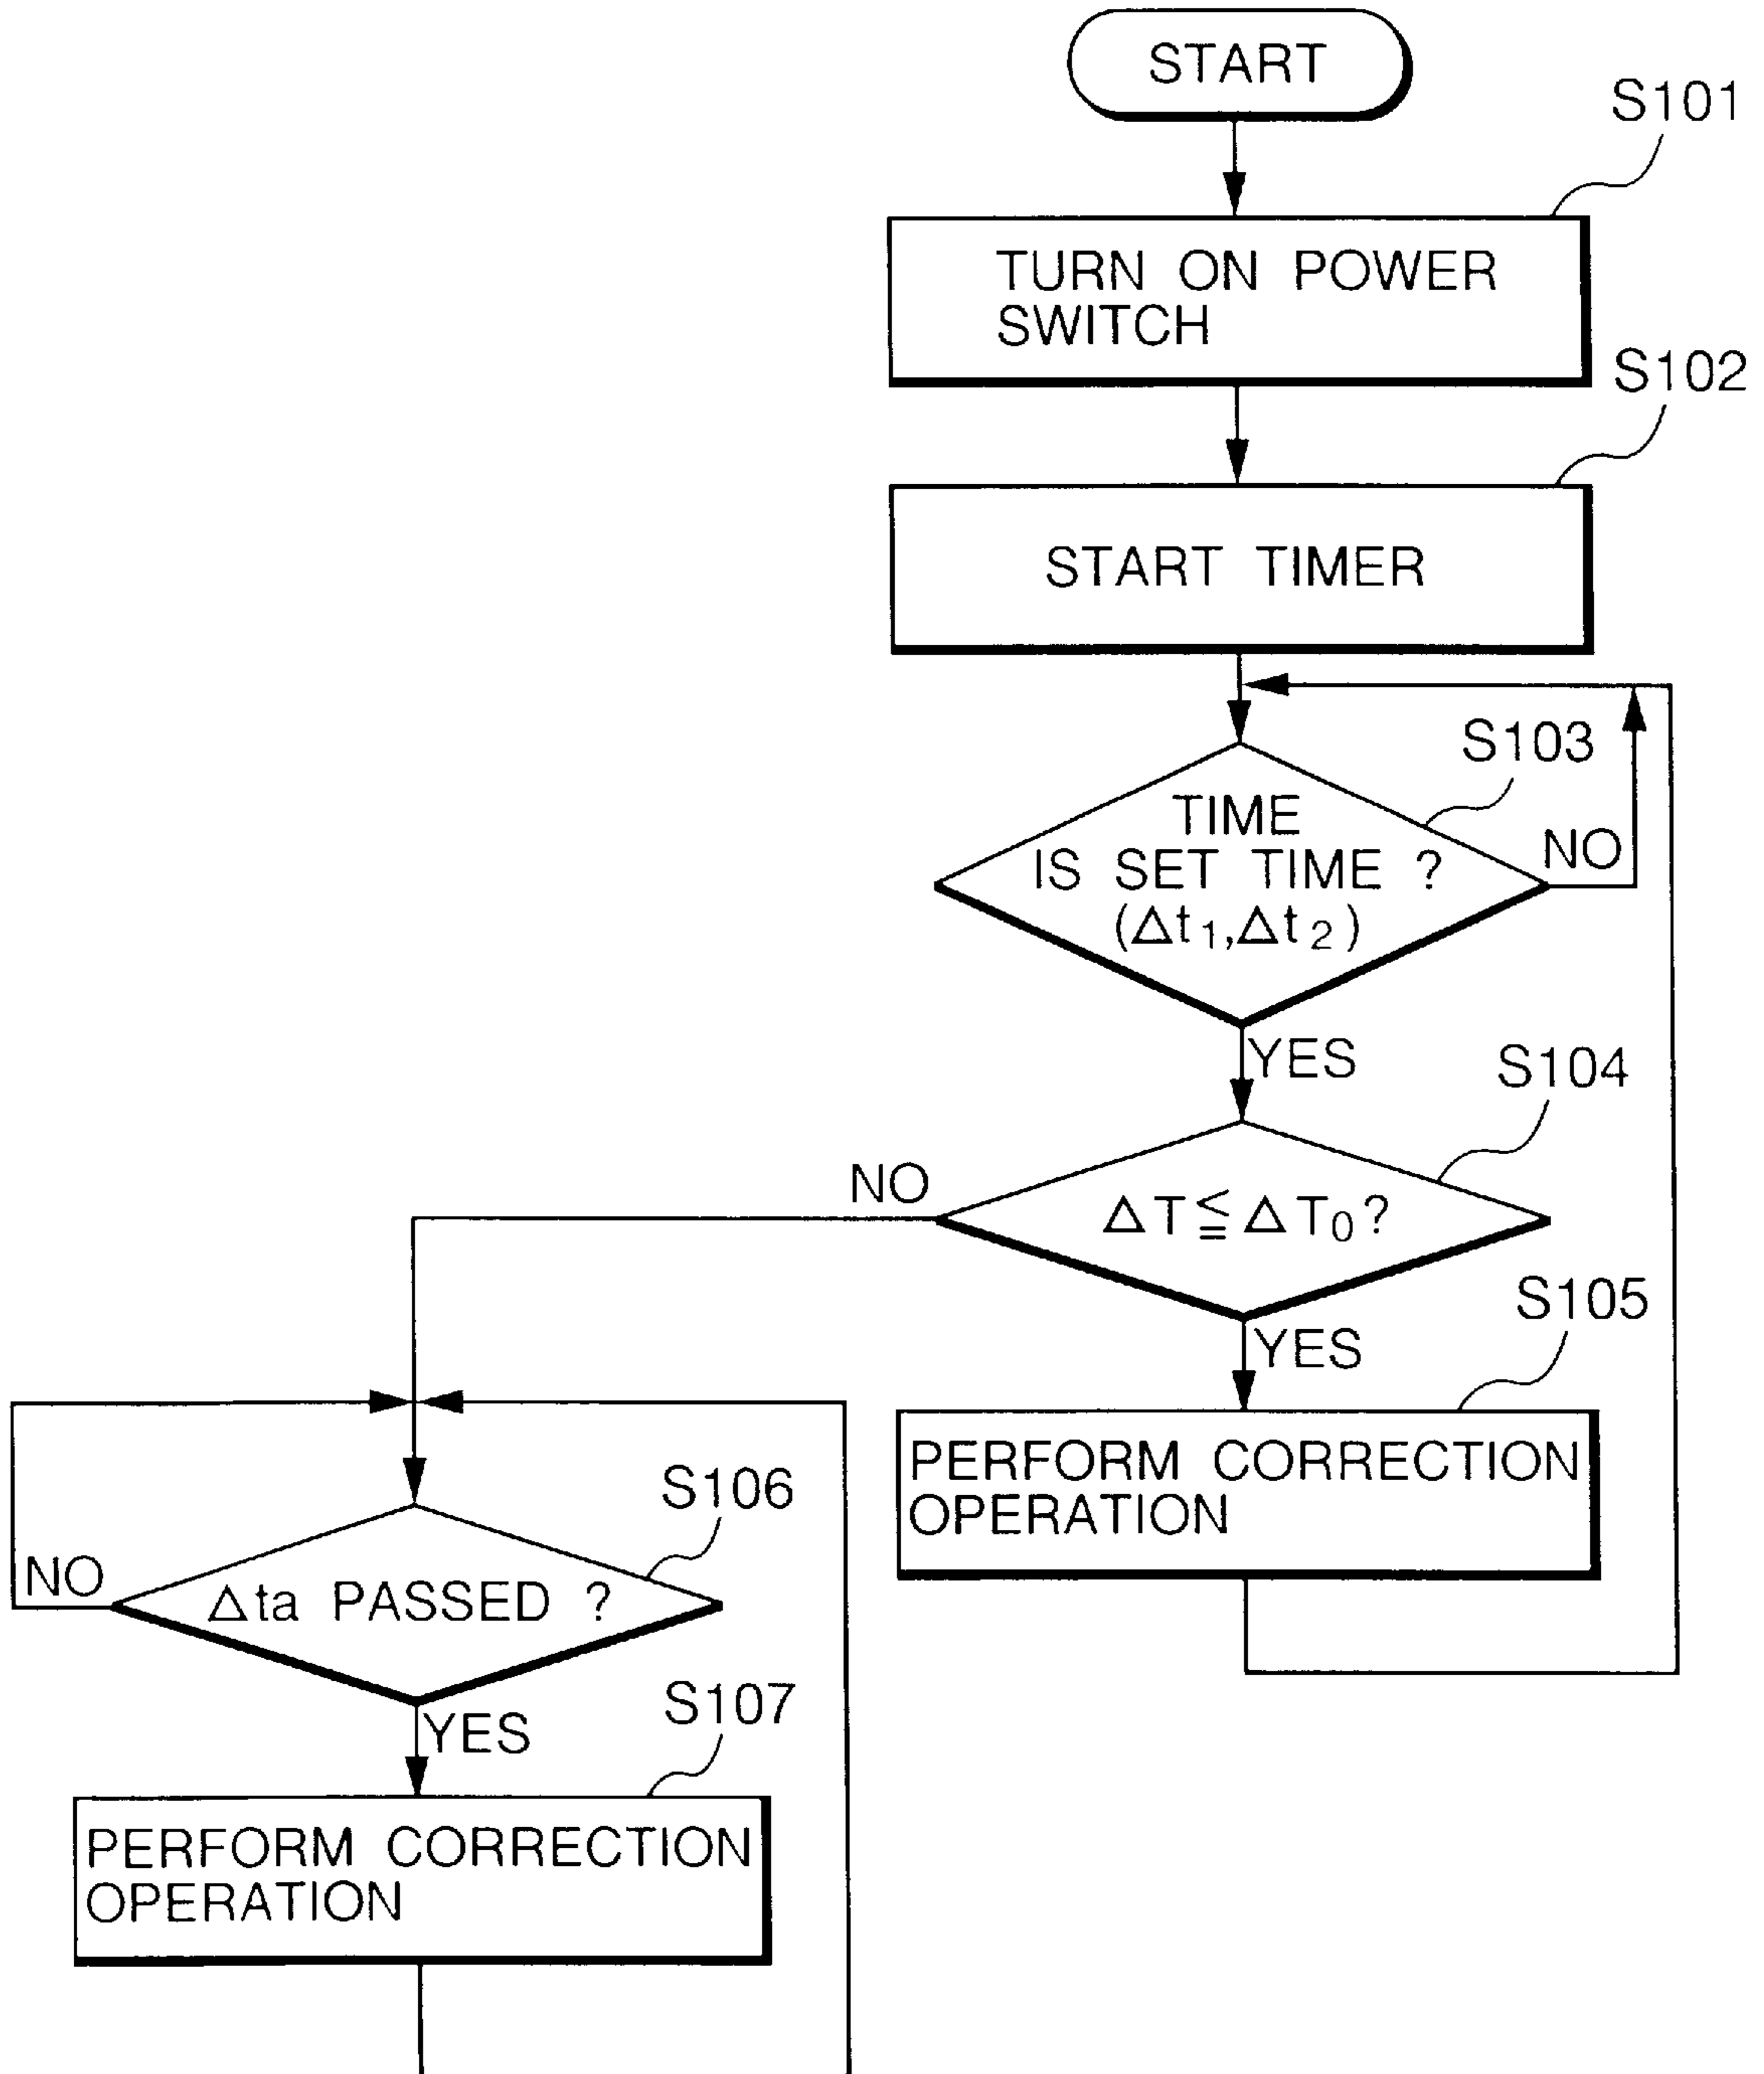 START
S101
TURN ON POWER
SWITCH
S102
START TIMER
S103
TIME
IS SET TIME ?
(Δt1,Δt2)
NO
YES
S104
NO
ΔT≦ΔT0?
YES
S105
PERFORM CORRECTION
OPERATION
S106
NO
Δta PASSED ?
YES
S107
PERFORM CORRECTION
OPERATION